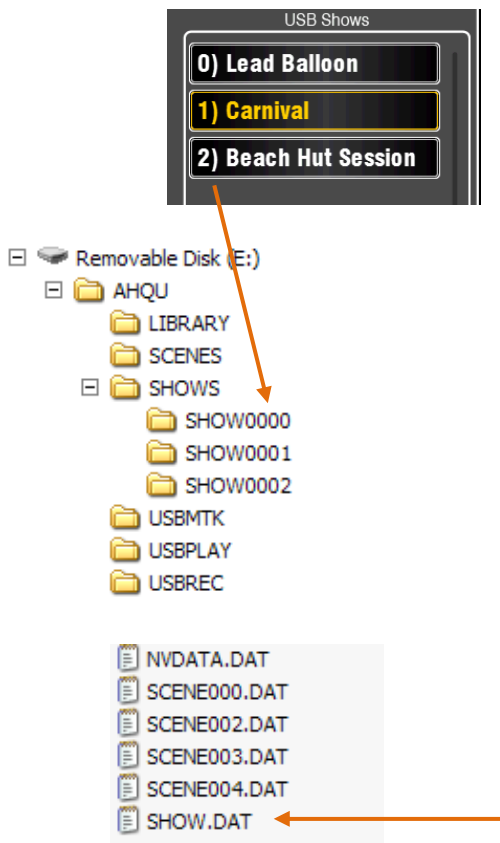 USB Shows
0) Lead Balloon
1) Carnival
2) Beach Hut Session
Removable Disk (E:)
AHQU
LIBRARY
SCENES
SHOWS
SHOW0000
SHOW0001
SHOW0002
USBMTK
USBPLAY
USBREC
NVDATA.DAT
SCENE000.DAT
SCENE002.DAT
SCENE003.DAT
SCENE004.DAT
SHOW.DAT